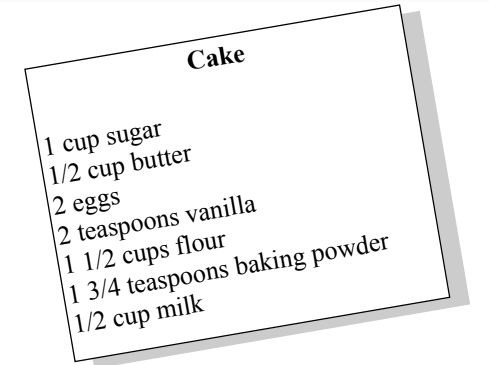 Cake
1 cup sugar
1/2 cup butter
2 eggs
2 teaspoons vanilla
1 1/2 cups flour
1 3/4 teaspoons baking powder
1/2 cup milk